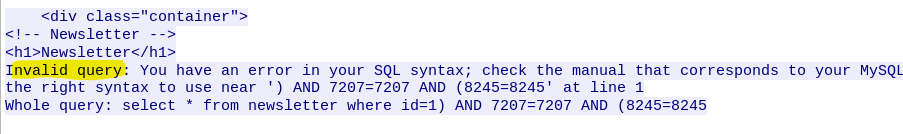 <div class="container">
<!-- Newsletter -->
<h1>Newsletter</h1>
Invalid query: You have an error in your SQL syntax; check the manual that corresponds to your MySQL
the right syntax to use near ') AND 7207=7207 AND (8245=8245' at line 1
Whole query: select * from newsletter where id=1) AND 7207=7207 AND (8245=8245